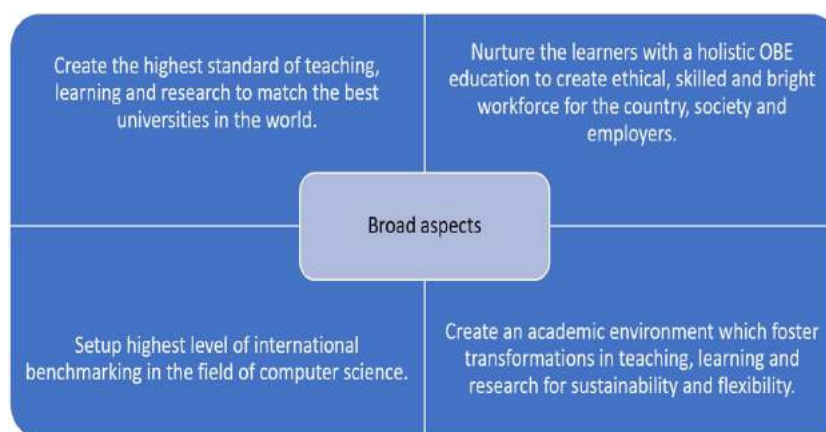 Create the highest standard of teaching,
learning and research to match the best
universities in the world.
Nurture the learners with a holistic OBE
education to create ethical, skilled and bright
workforce for the country, society and
employers.
Broad aspects
Setup highest level of international
benchmarking in the field of computer science.
Create an academic environment which foster
transformations in teaching, learning and
research for sustainability and flexibility.